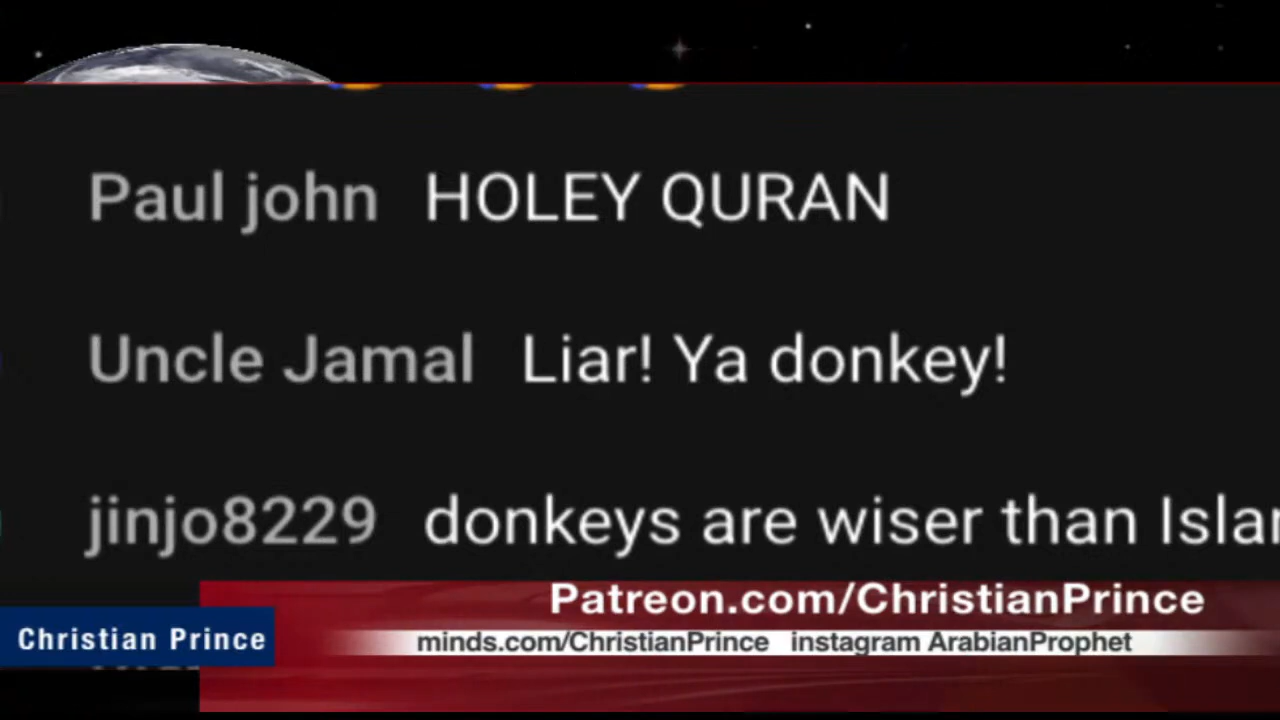 Paul john HOLEY QURAN
Uncle Jamal Liar! Ya donkey!
jinjo8229 donkeys are wiser than
Patreon.com/ChristianPrince
Christian Prince
minds.com/ChristianPrince instagram ArabianProphet